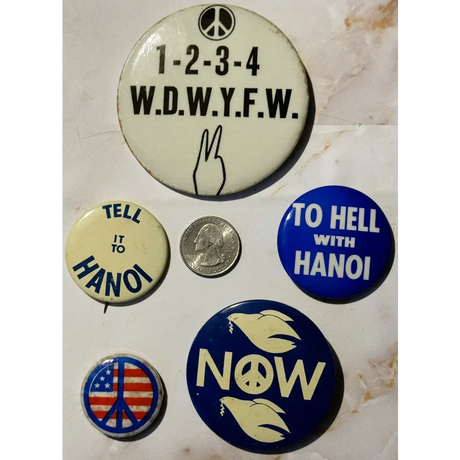 1-2-3-4
W.D.W.Y.F.W.
TELL
IT
TO
HANOI
TO HELL
WITH
HANOI
NOW